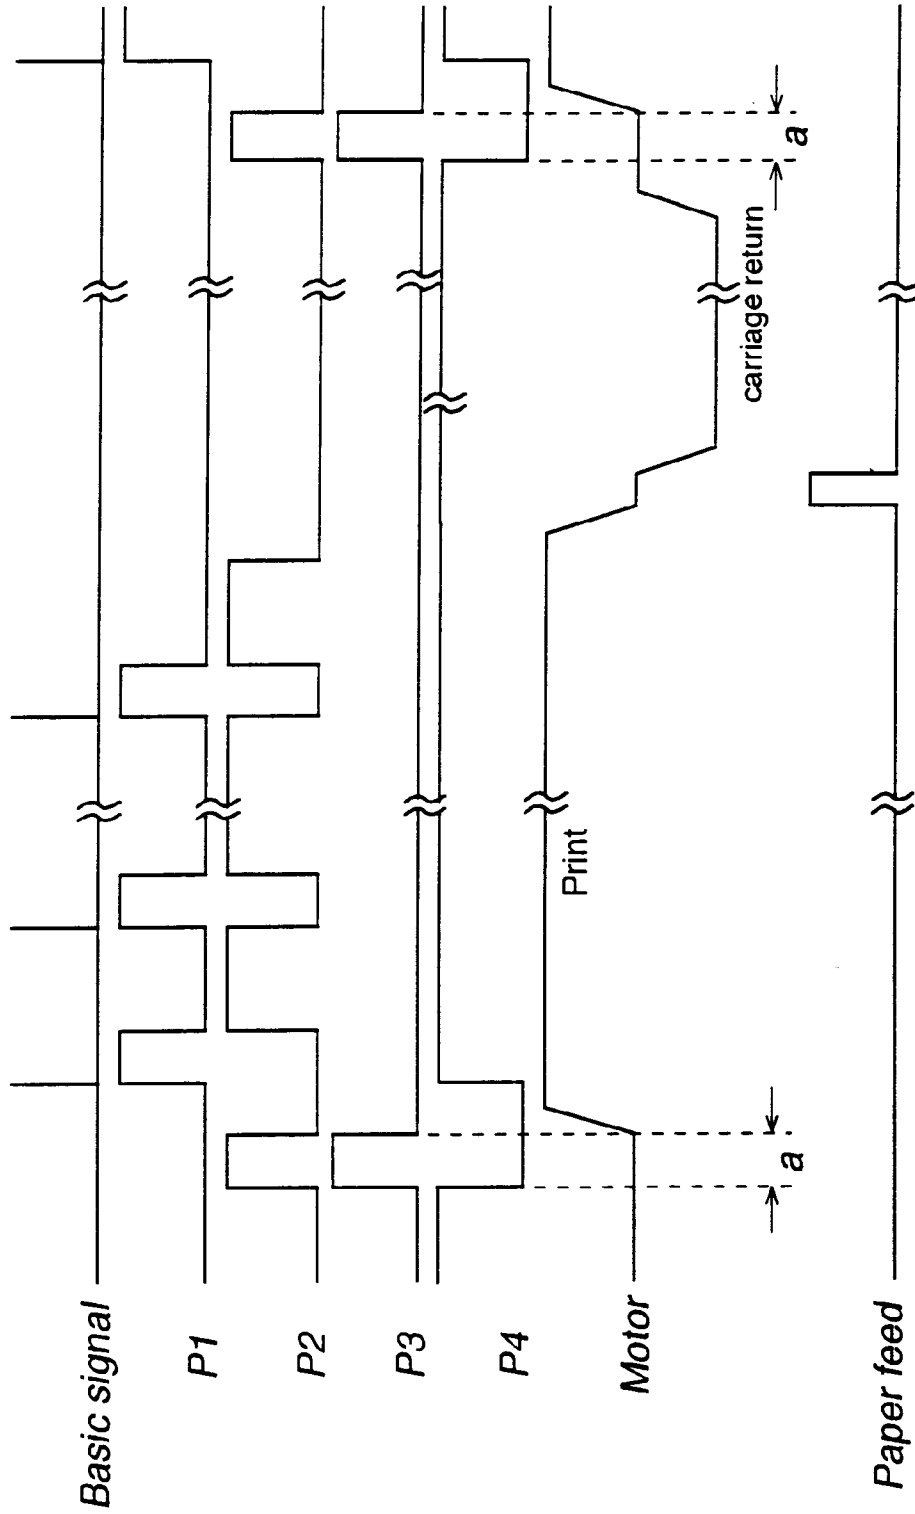 Basic signal
P1
P2
P3
P4
Motor
Print
carriage return
a
a
Paper feed